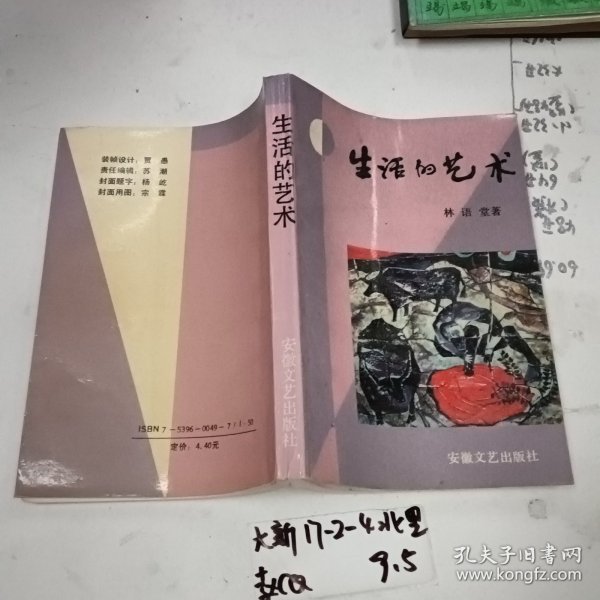 装帧设计：贾愚
责任编辑：苏潮
封面题字：杨屹
封面用图：宗霆
ISBN 7-5396-0049-7/I·50
定价：4.40元
生活的艺术
安徽文艺出版社
生活的艺术
林语堂著
安徽文艺出版社
大新17-2-4北里
9.5
孔夫子旧书网
www.kongfz.com